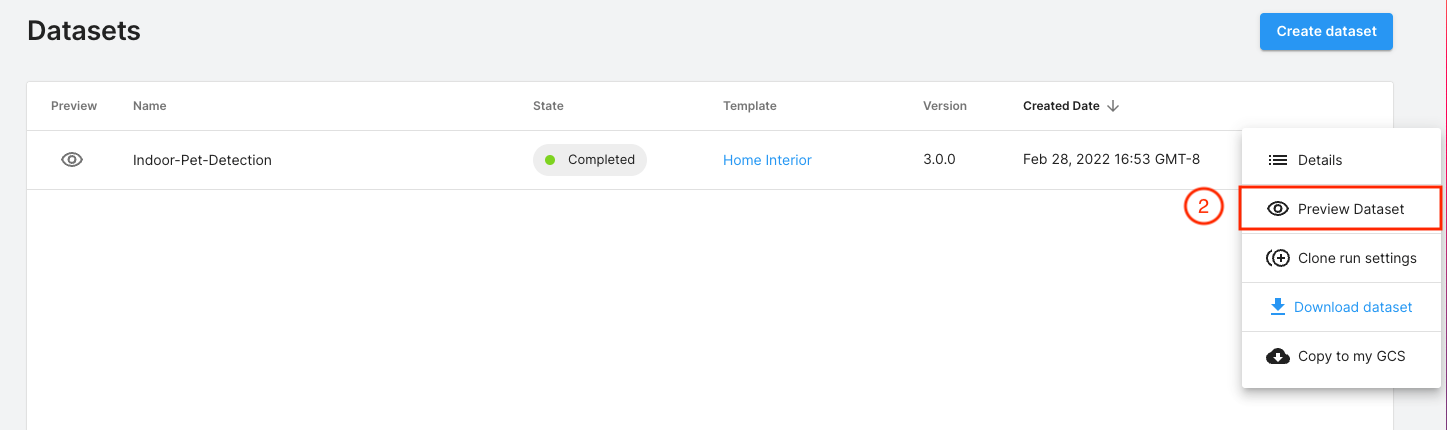 Datasets
Create dataset
Preview Name State Template Version Created Date
Indoor-Pet-Detection Completed Home Interior 3.0.0 Feb 28, 2022 16:53 GMT-8
Details
2 Preview Dataset
Clone run settings
Download dataset
Copy to my GCS